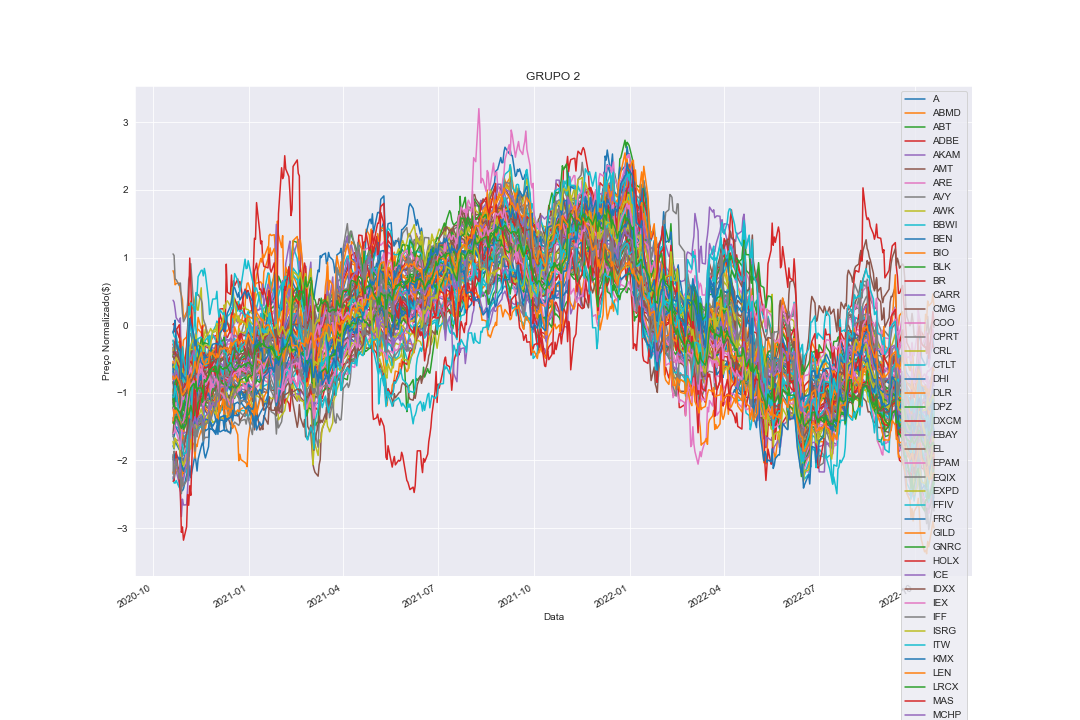 GRUPO 2
Preço Normalizado($)
3
2
1
0
−1
−2
−3
2020-10
2021-01
2021-04
2021-07
2021-10
2022-01
2022-04
2022-07
Data
A
ABMD
ABT
ADBE
AKAM
AMT
ARE
AVY
AWK
BBWI
BEN
BIO
BLK
BR
CARR
CMG
COO
CPRT
CRL
CTLT
DHI
DLR
DPZ
DXCM
EBAY
EL
EPAM
EQIX
EXPD
FFIV
FRC
GILD
GNRC
HOLX
ICE
IDXX
IEX
IFF
ISRG
ITW
KMX
LEN
LRCX
MAS
MCHP